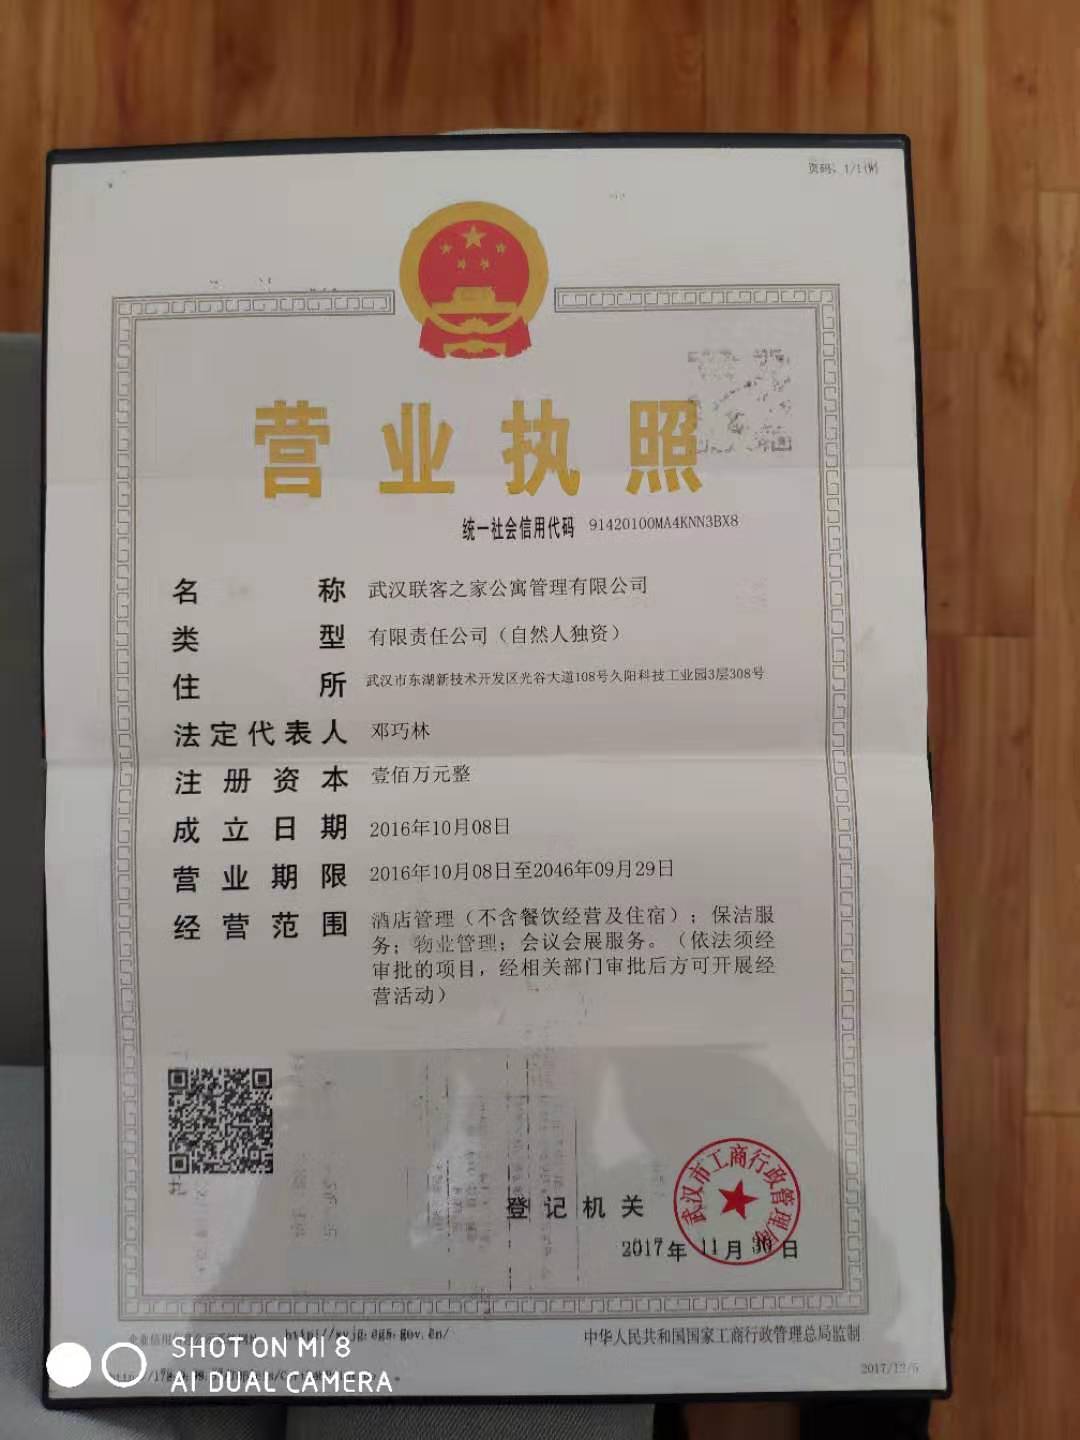 页码：1/1(W)
营业执照
统一社会信用代码 91420100MA4KNN3BX8
名称 武汉联客之家公寓管理有限公司
类型 有限责任公司（自然人独资）
住所 武汉市东湖新技术开发区光谷大道108号久阳科技工业园3层308号
法定代表人 邓巧林
注册资本 壹佰万元整
成立日期 2016年10月08日
营业期限 2016年10月08日至2046年09月29日
经营范围 酒店管理（不含餐饮经营及住宿）；保洁服
务；物业管理；会议会展服务。（依法须经
审批的项目，经相关部门审批后方可开展经
营活动）
武汉市工商行政管理局
登记机关
2017年11月30日
中华人民共和国国家工商行政管理总局监制
2017/12/5
SHOT ON MI 8
AI DUAL CAMERA